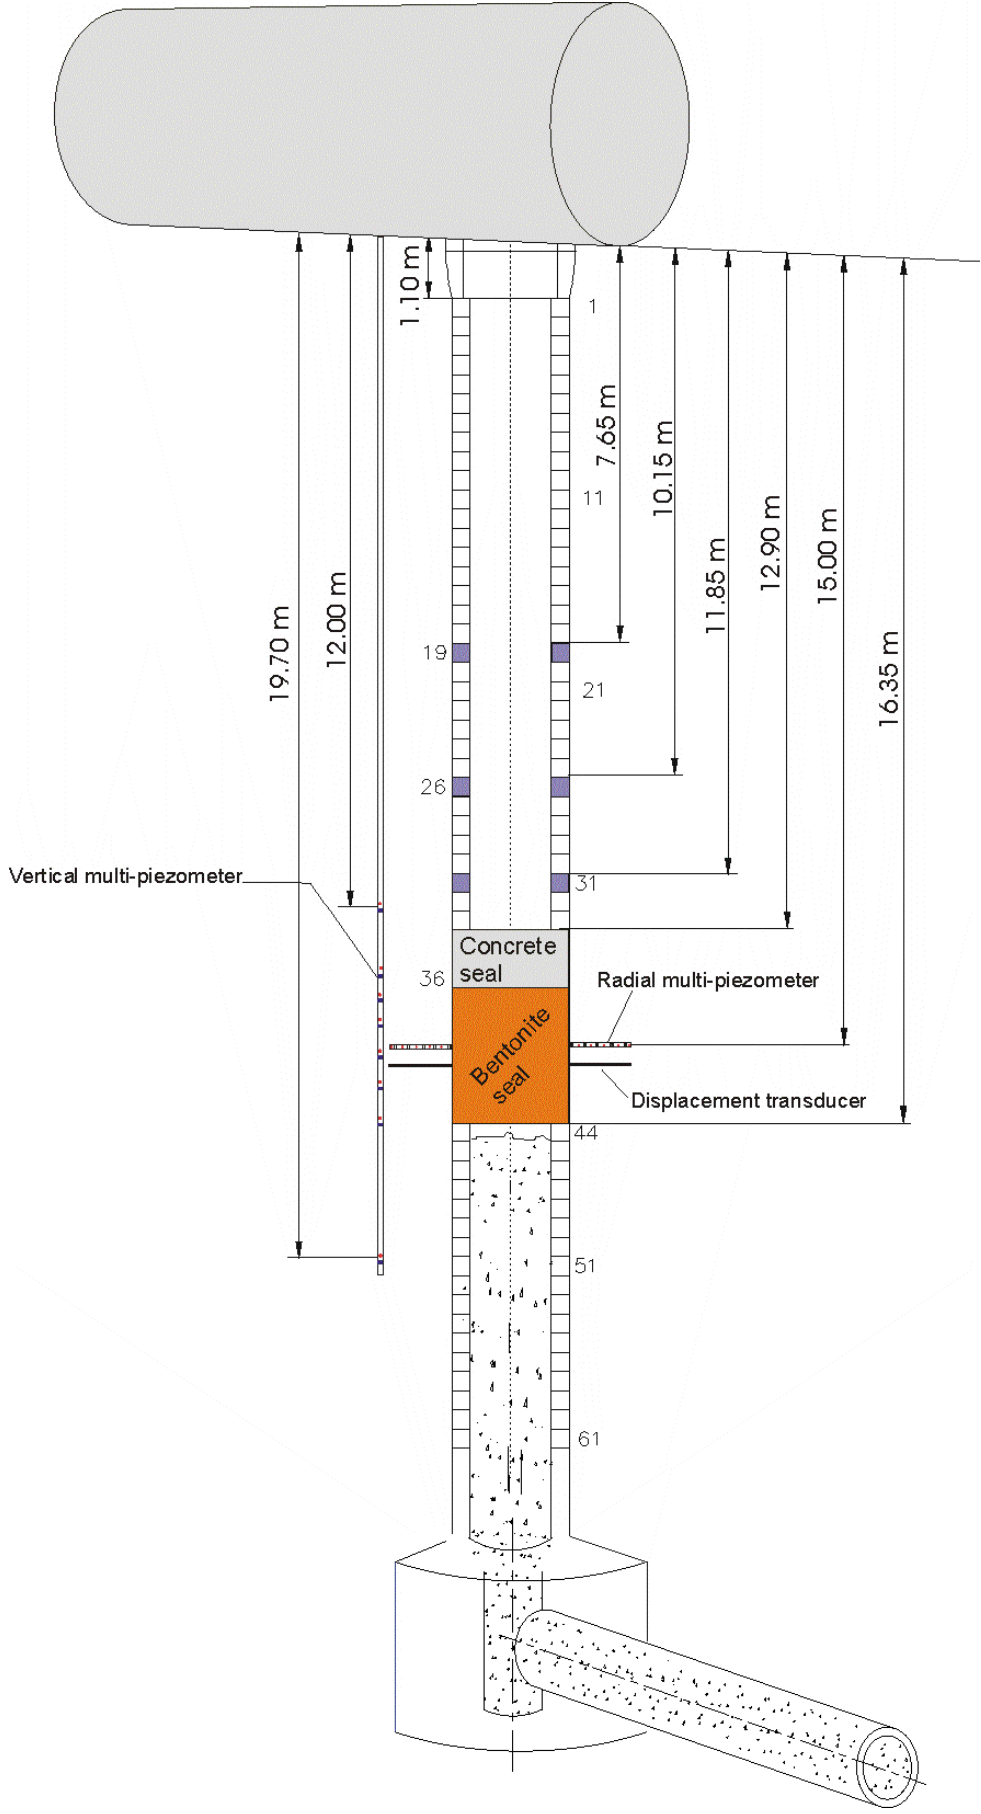 1.10 m
1
7.65 m
10.15 m
11
11.85 m
12.90 m
15.00 m
12.00 m
19.70 m
16.35 m
19
21
26
Vertical multi-piezometer
31
Concrete
seal
36
Radial multi-piezometer
Bentonite
seal
Displacement transducer
44
51
61